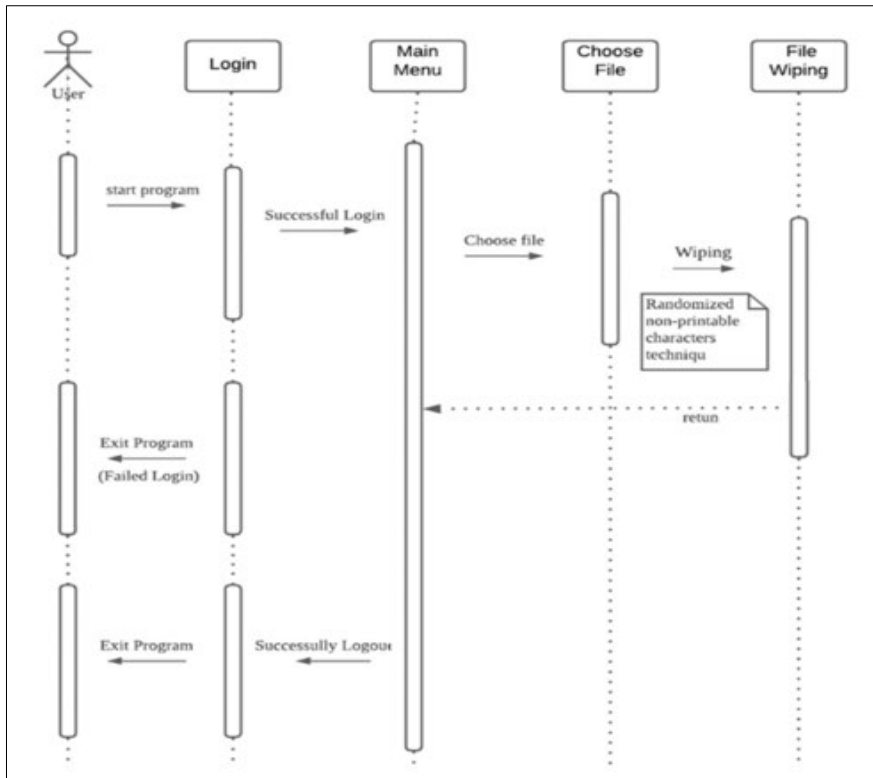 User
Login
Main
Menu
Choose
File
File
Wiping
start program
Successful Login
Choose file
Wiping
Randomized
non-printable
characters
techniqu
retun
Exit Program
(Failed Login)
Exit Program
Successully Logout